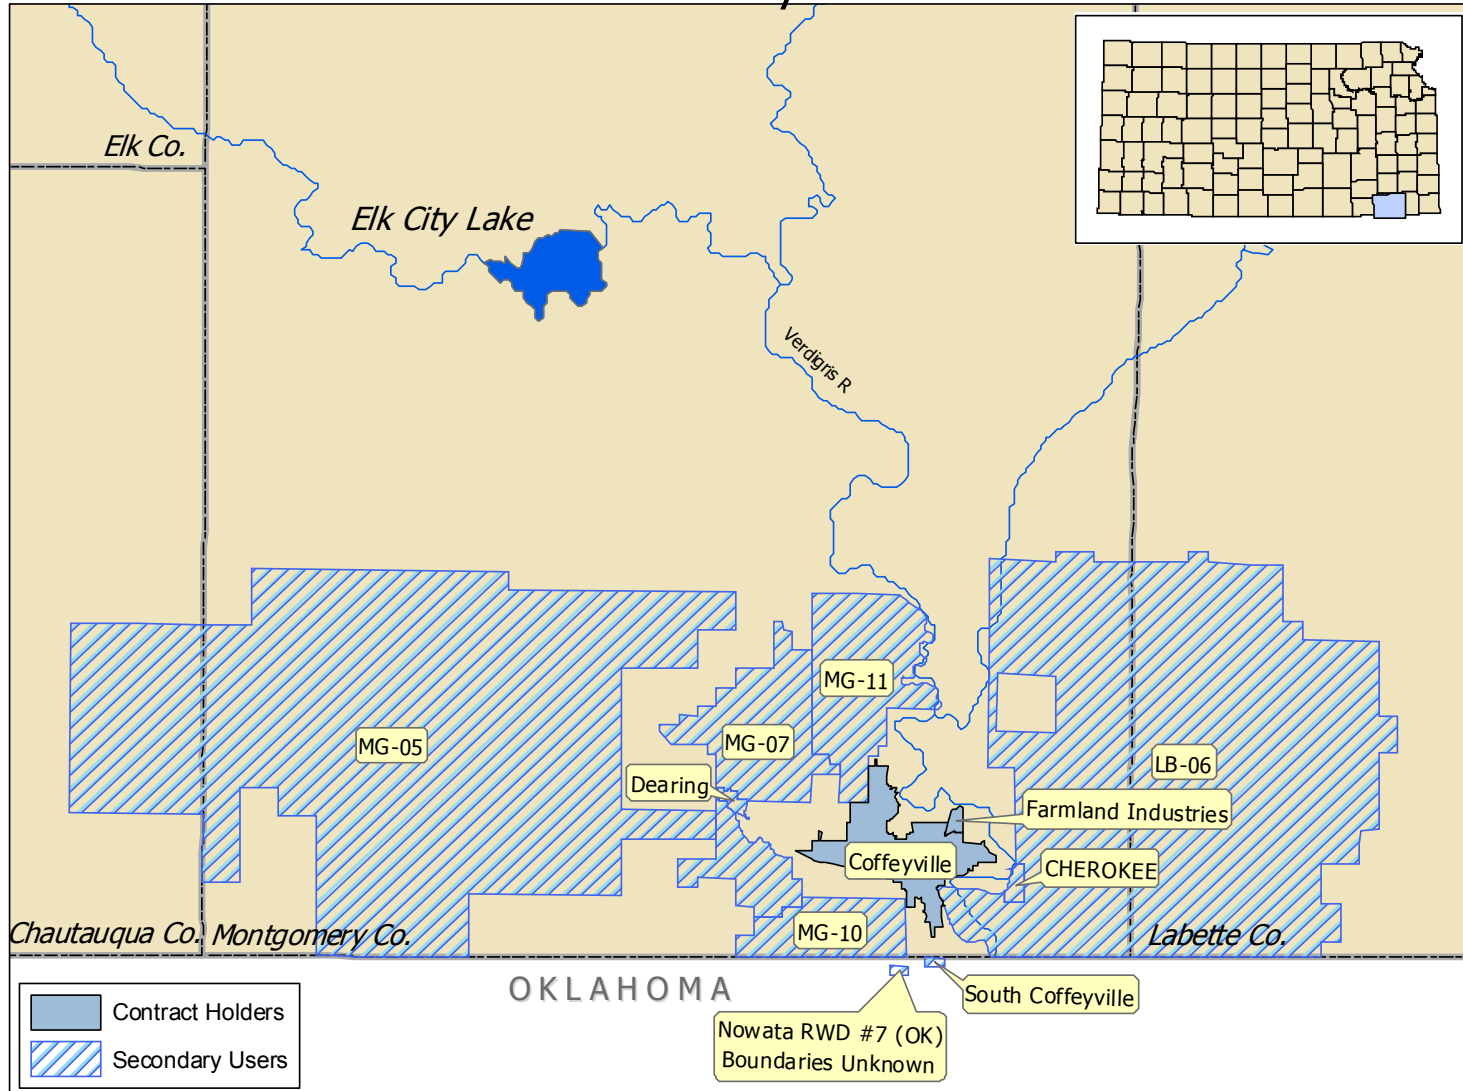 Elk Co.
Elk City Lake
Verdigris R
MG-11
MG-05
MG-07
LB-06
Dearing
Farmland Industries
Coffeyville
CHEROKEE
Chautauqua Co.
Montgomery Co.
MG-10
Labette Co.
OKLAHOMA
South Coffeyville
Contract Holders
Nowata RWD #7 (OK)
Boundaries Unknown
Secondary Users